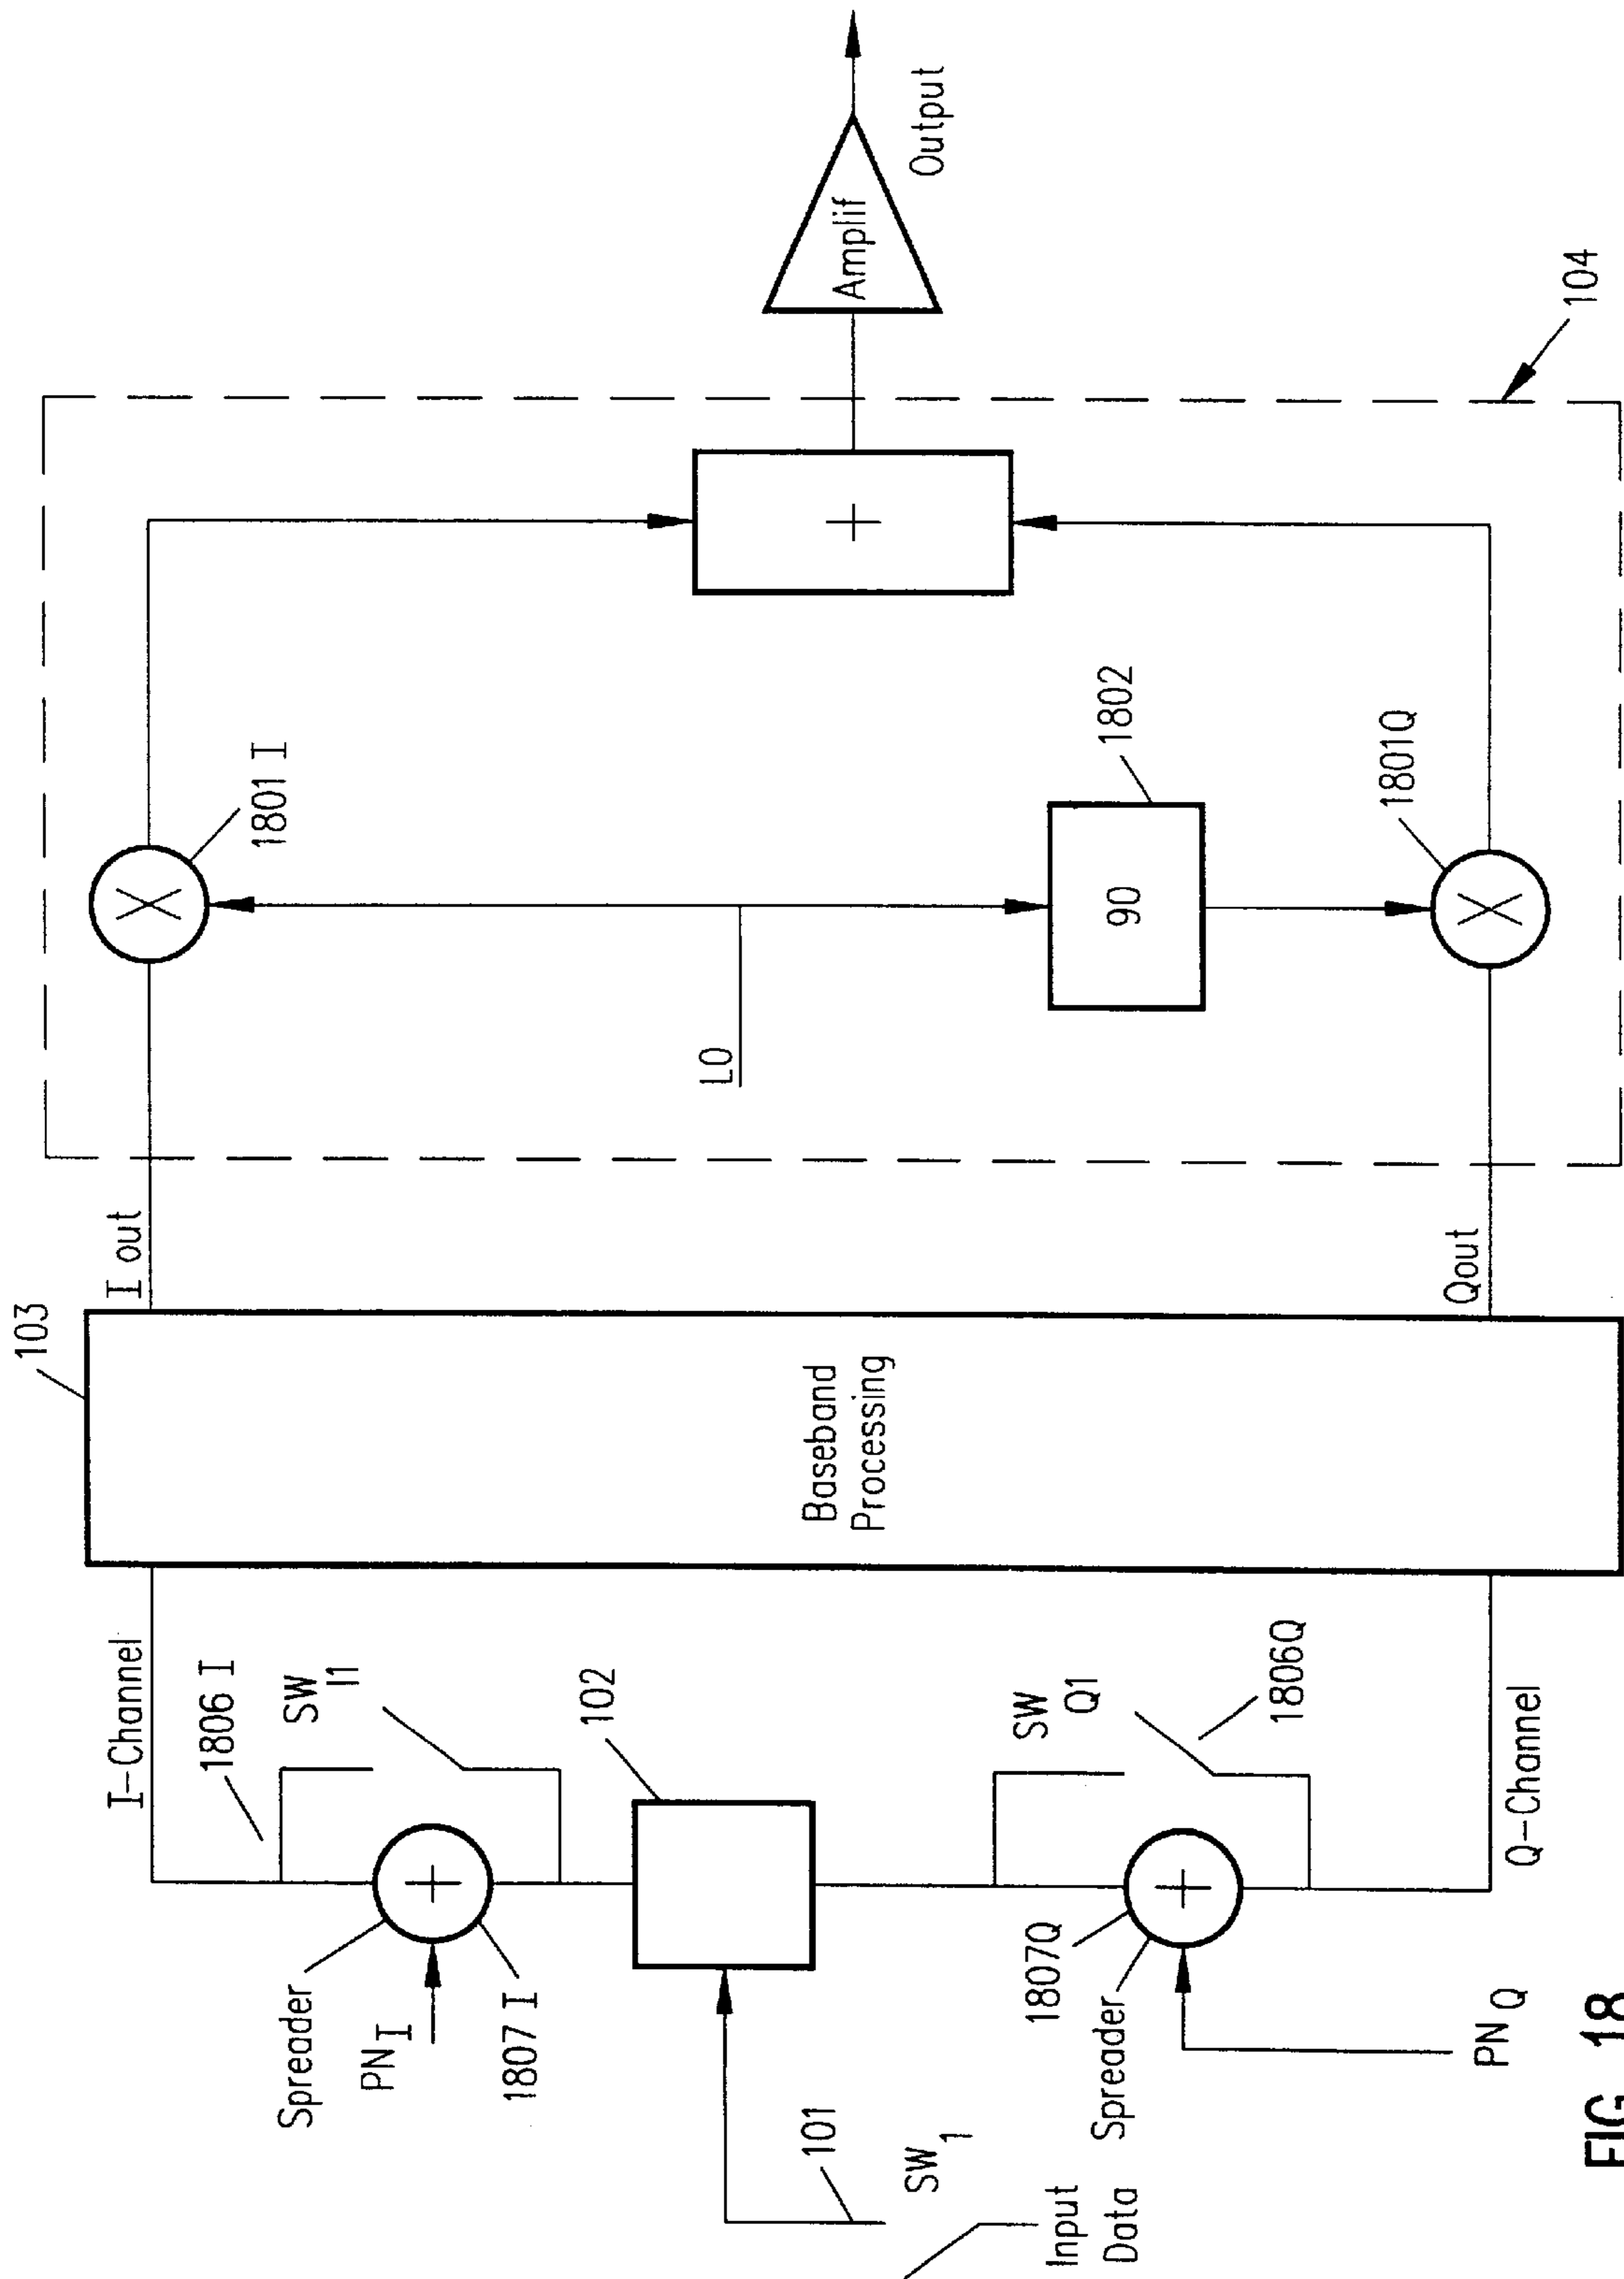 Input
Data
SW 1
101
Spreader
PN I
1807 I
1806 I
I-Channel
SW I1
102
1807Q
Spreader
PN Q
SW Q1
1806Q
Q-Channel
103
Baseband
Processing
I out
Qout
LO
1801 I
90
1802
1801Q
+
104
Amplif
Output
FIG. 18